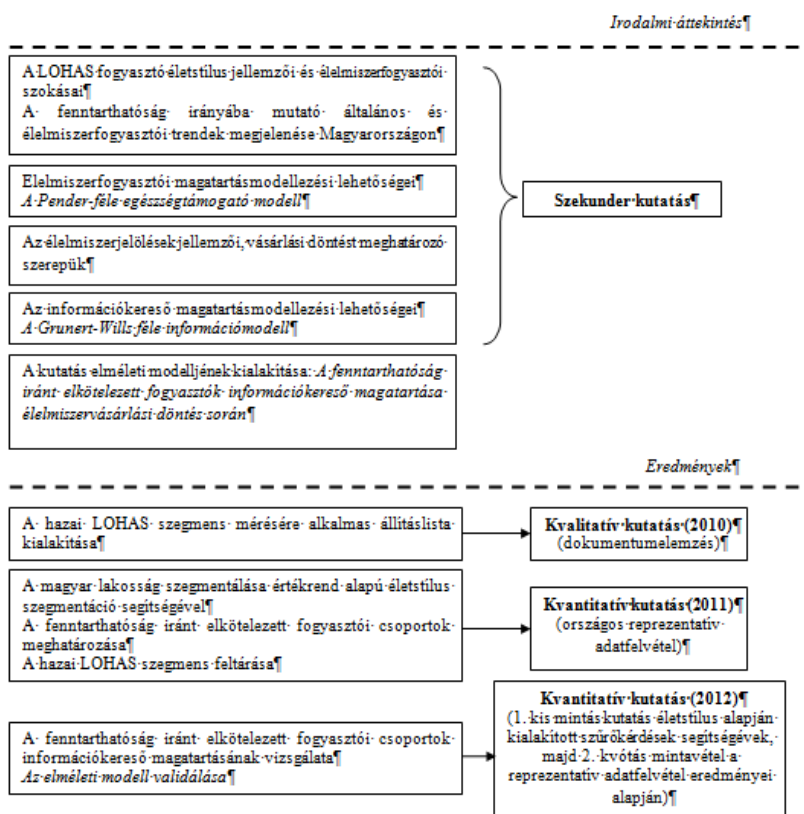 Irodalmi áttekintés¶
A LOHAS fogyasztó életstílus jellemzői és élelmiszerfogyasztói
szokásai¶
A fenntarthatóság irányába mutató általános és
élelmiszerfogyasztói trendek megjelenése Magyarországon¶
Elelmiszerfogyasztói magatartásmodellezési lehetőségei¶
A Pender-féle egészségtámogató modell¶
Szekunder kutatás¶
Az élelmiszerjelölések jellemzői, vásárlási döntést meghatározó
szerepük¶
Az információkereső magatartásmodellezési lehetőségei¶
A Grunert-Wills féle információmodell¶
A kutatás elméleti modelljének kialakítása: A fenntarthatóság
iránt elkötelezett fogyasztók információkereső magatartása
élelmiszervásárlási döntés során¶
Eredmények¶
A hazai LOHAS szegmens mérésére alkalmas állításlista
kialakítása¶
Kvalitatív kutatás (2010)¶
(dokumentumelemzés)¶
A magyar lakosság szegmentálása értékrend alapú életstílus
szegmentáció segítségével¶
A fenntarthatóság iránt elkötelezett fogyasztói csoportok
meghatározása¶
A hazai LOHAS szegmens feltárása¶
Kvantitatív kutatás (2011)¶
(országos reprezentatív
adatfelvétel)¶
A fenntarthatóság iránt elkötelezett fogyasztói csoportok
információkereső magatartásának vizsgálata¶
Az elméleti modell validálása¶
Kvantitatív kutatás (2012)¶
(1. kis mintás kutatás életstílus alapján
kialakított szűrőkérdések segítségévek,
majd 2. kvótás mintavétel a
reprezentatív adatfelvétel eredményei
alapján)¶